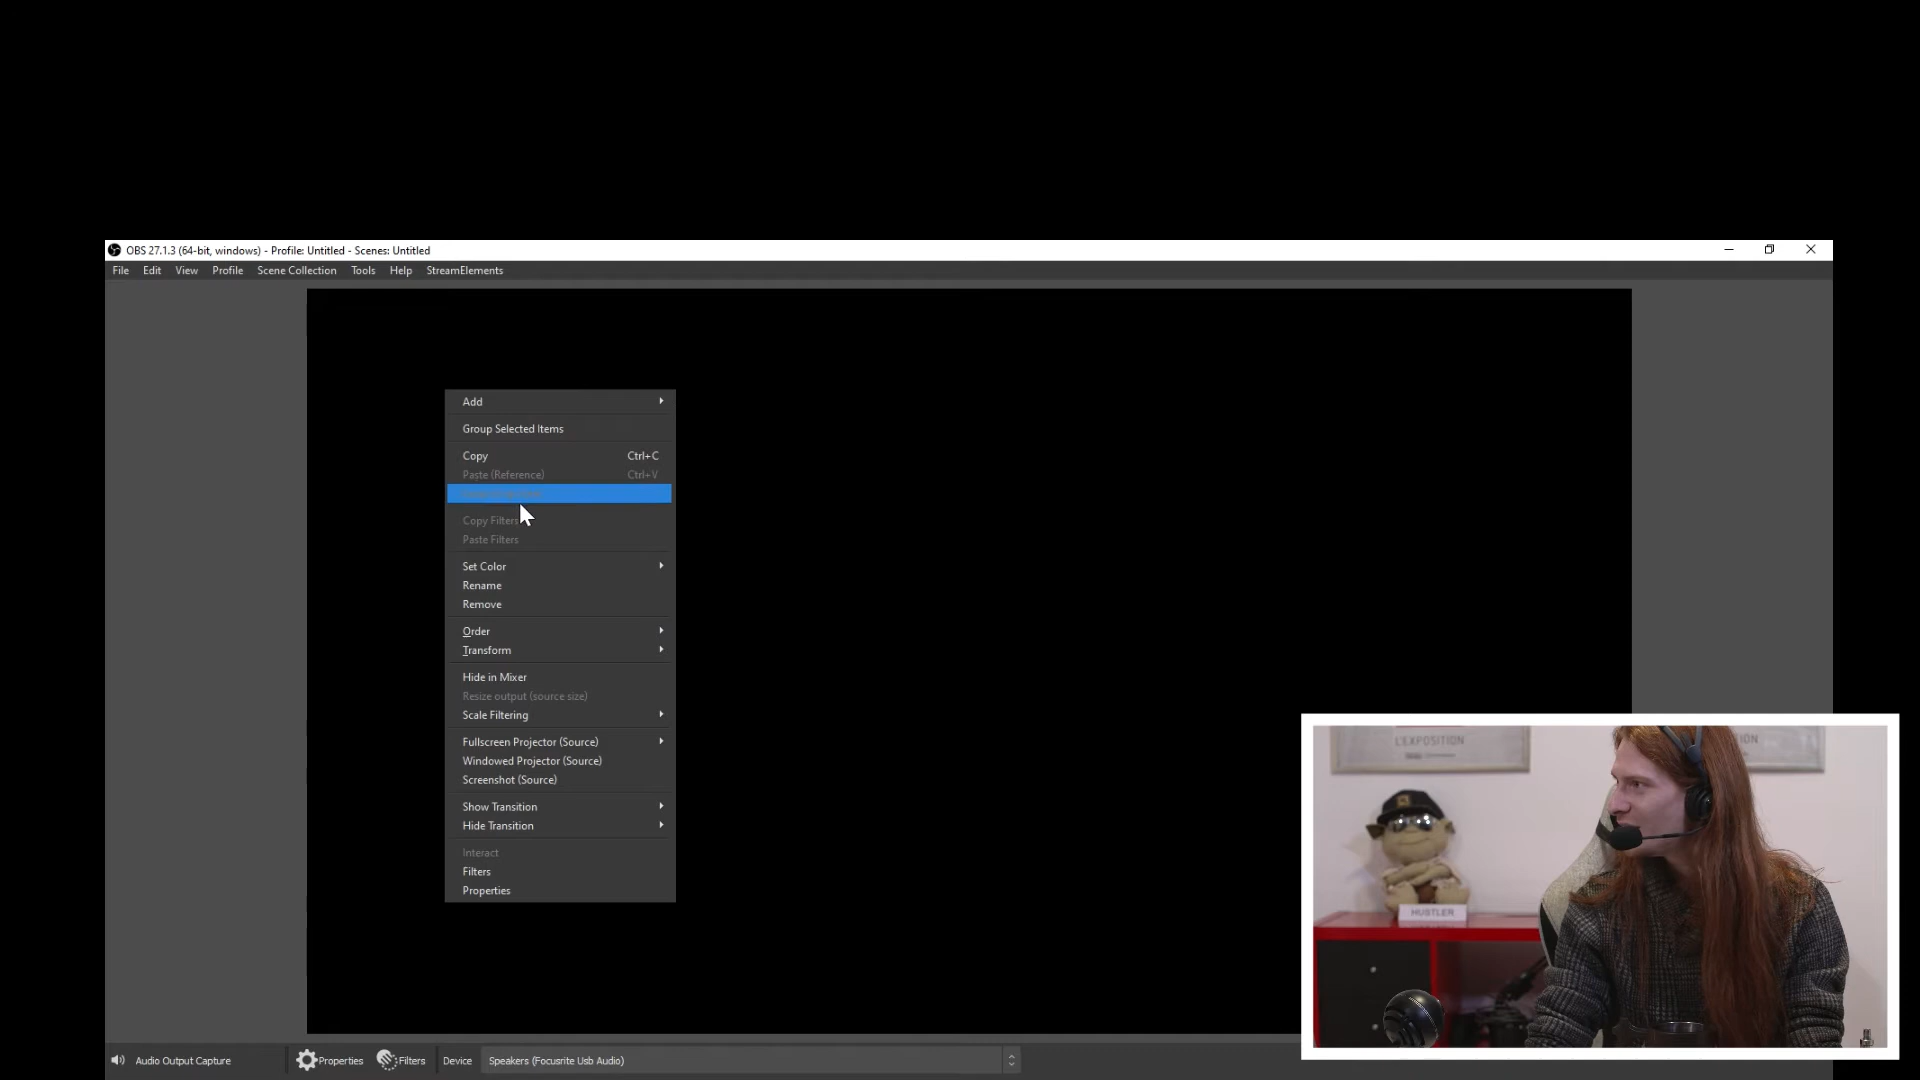 OBS 27.1.3 (64-bit, windows) - Profile: Untitled - Scenes: Untitled
File Edit View Profile Scene Collection Tools Help StreamElements
Add
Group Selected Items
Copy Ctrl+C
Paste (Reference) Ctrl+V
Copy Filters
Paste Filters
Set Color
Rename
Remove
Order
Transform
Hide in Mixer
Resize output (source size)
Scale Filtering
Fullscreen Projector (Source)
Windowed Projector (Source)
Screenshot (Source)
Show Transition
Hide Transition
Interact
Filters
Properties
L'EXPOSITION
HUSTLER
Audio Output Capture Properties Filters Device Speakers (Focusrite Usb Audio)